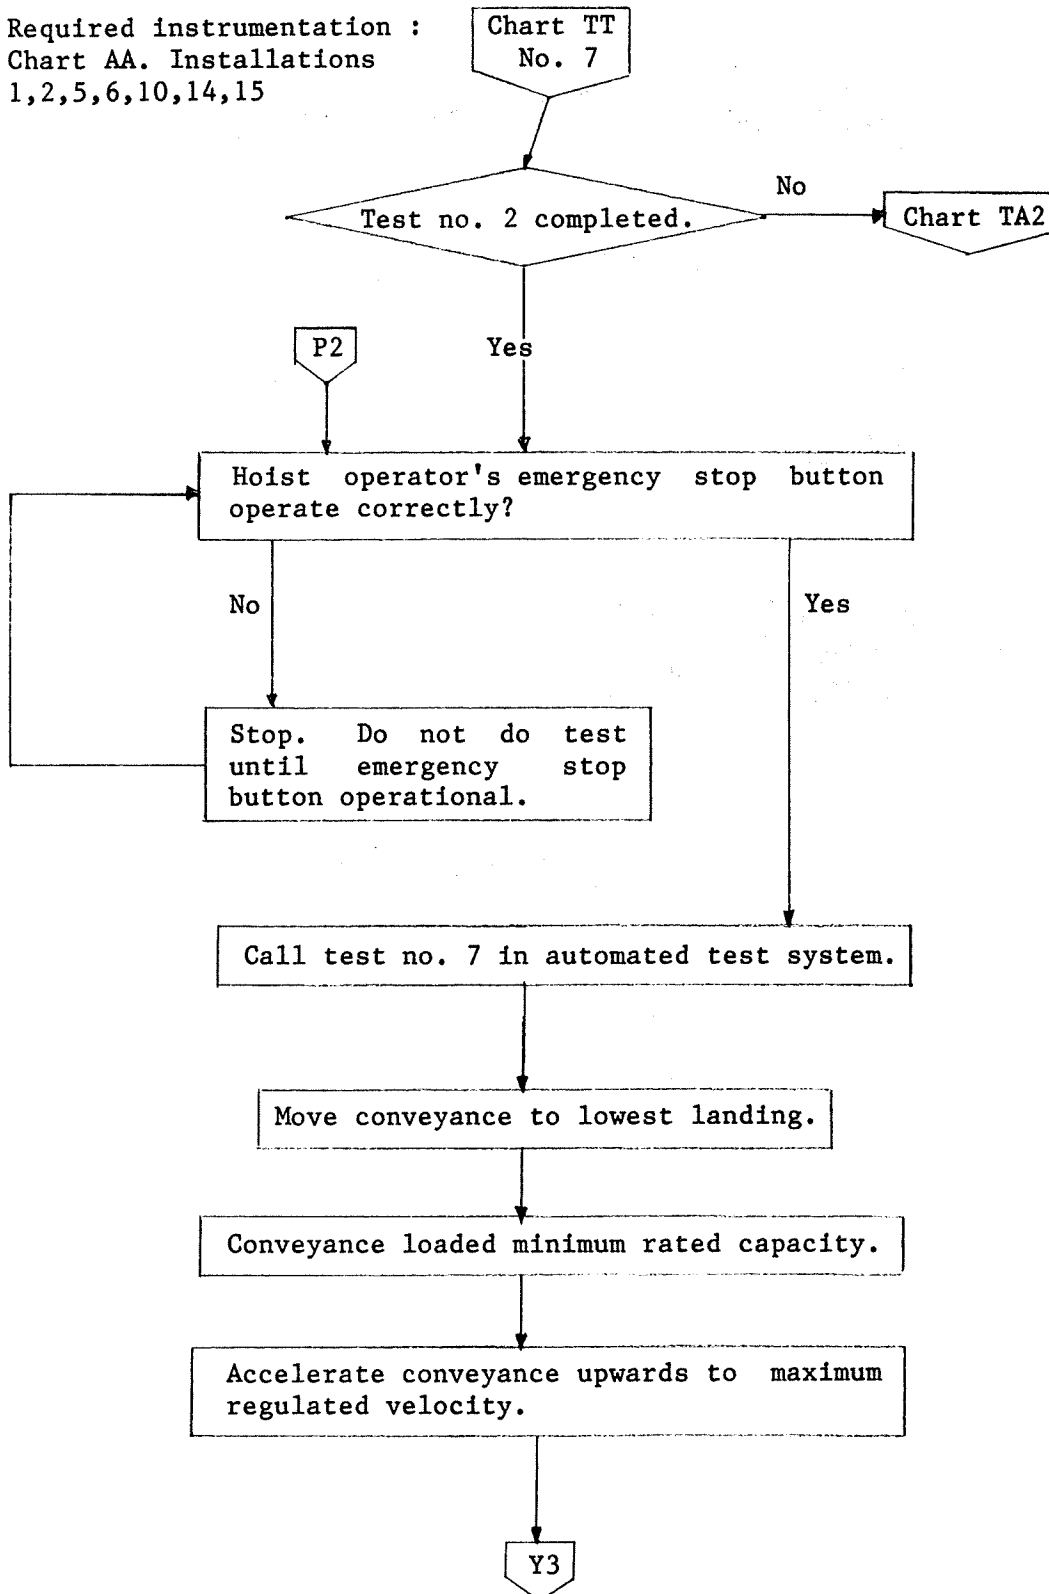 Required instrumentation :
Chart AA. Installations
1,2,5,6,10,14,15
Chart TT
No. 7
Test no. 2 completed.
No
Chart TA2
Yes
P2
Hoist operator's emergency stop button
operate correctly?
No
Yes
Stop. Do not do test
until emergency stop
button operational.
Call test no. 7 in automated test system.
Move conveyance to lowest landing.
Conveyance loaded minimum rated capacity.
Accelerate conveyance upwards to maximum
regulated velocity.
Y3